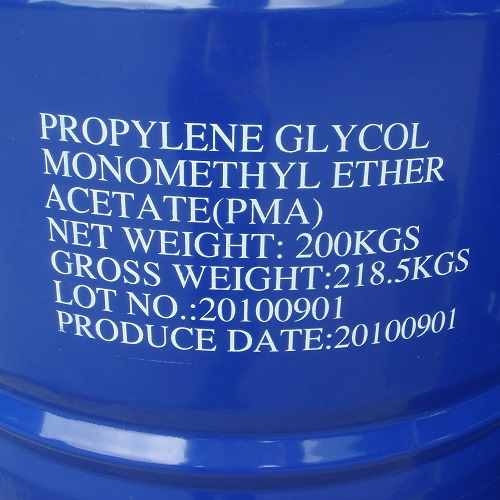 PROPYLENE GLYCOL
MONOMETHYL ETHER
ACETATE(PMA)
NET WEIGHT: 200KGS
GROSS WEIGHT:218.5KGS
LOT NO.:20100901
PRODUCE DATE:20100901